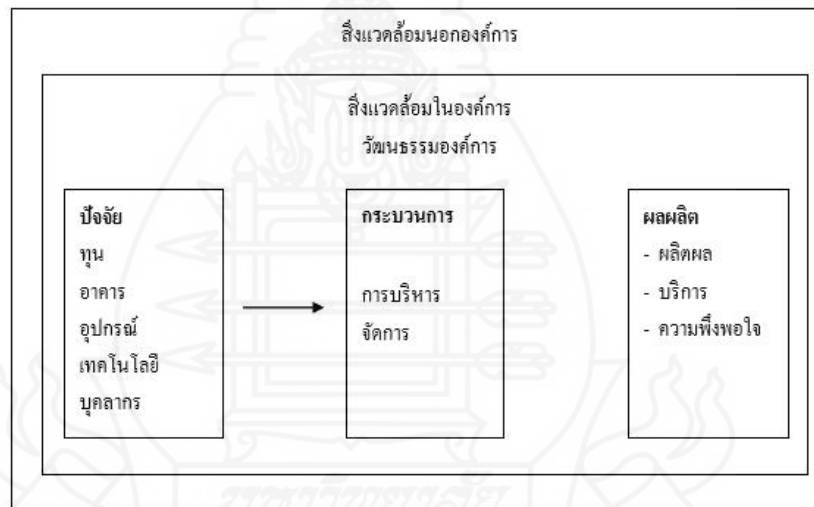 สิ่งแวดล้อมนอกองค์การ
สิ่งแวดล้อมในองค์การ
วัฒนธรรมองค์การ
ปัจจัย
ทุน
อาคาร
อุปกรณ์
เทคโนโลยี
บุคลากร
กระบวนการ
การบริหาร
จัดการ
ผลผลิต
- ผลิตผล
- บริการ
- ความพึงพอใจ